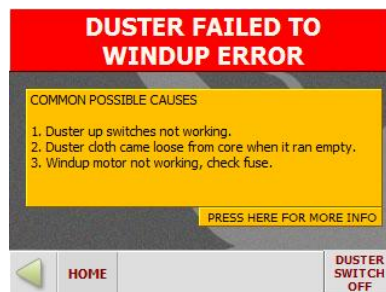 DUSTER FAILED TO
WINDUP ERROR
COMMON POSSIBLE CAUSES
1. Duster up switches not working.
2. Duster cloth came loose from core when it ran empty.
3. Windup motor not working, check fuse.
PRESS HERE FOR MORE INFO
HOME
DUSTER
SWITCH
OFF